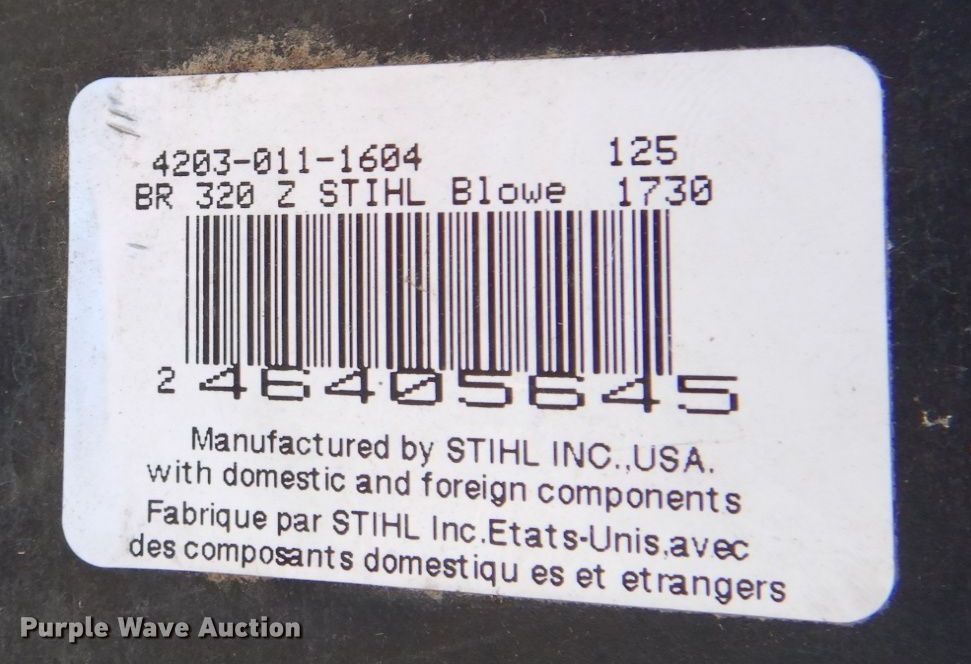 4203-011-1604 125
BR 320 Z STIHL Blowe 1730
2 46405645
Manufactured by STIHL INC.,USA.
with domestic and foreign components
Fabrique par STIHL Inc.Etats-Unis,avec
des composants domestiqu es et etrangers
Purple Wave Auction